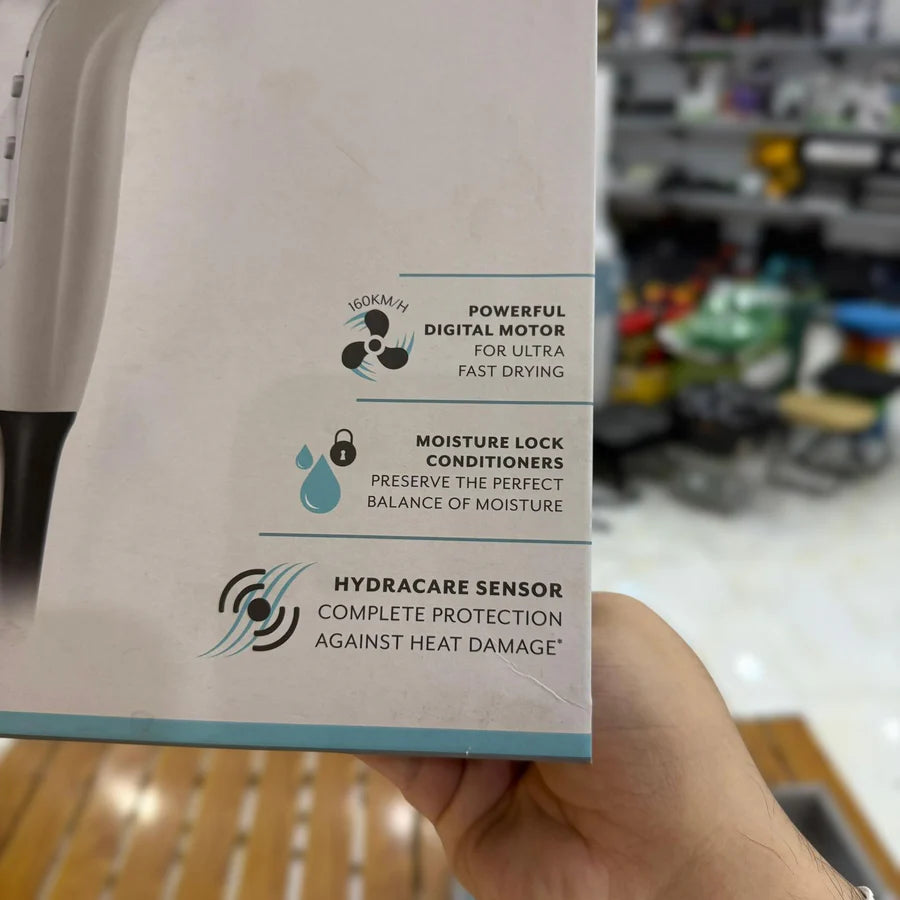 160KM/H
POWERFUL
DIGITAL MOTOR
FOR ULTRA
FAST DRYING
MOISTURE LOCK
CONDITIONERS
PRESERVE THE PERFECT
BALANCE OF MOISTURE
HYDRACARE SENSOR
COMPLETE PROTECTION
AGAINST HEAT DAMAGE*